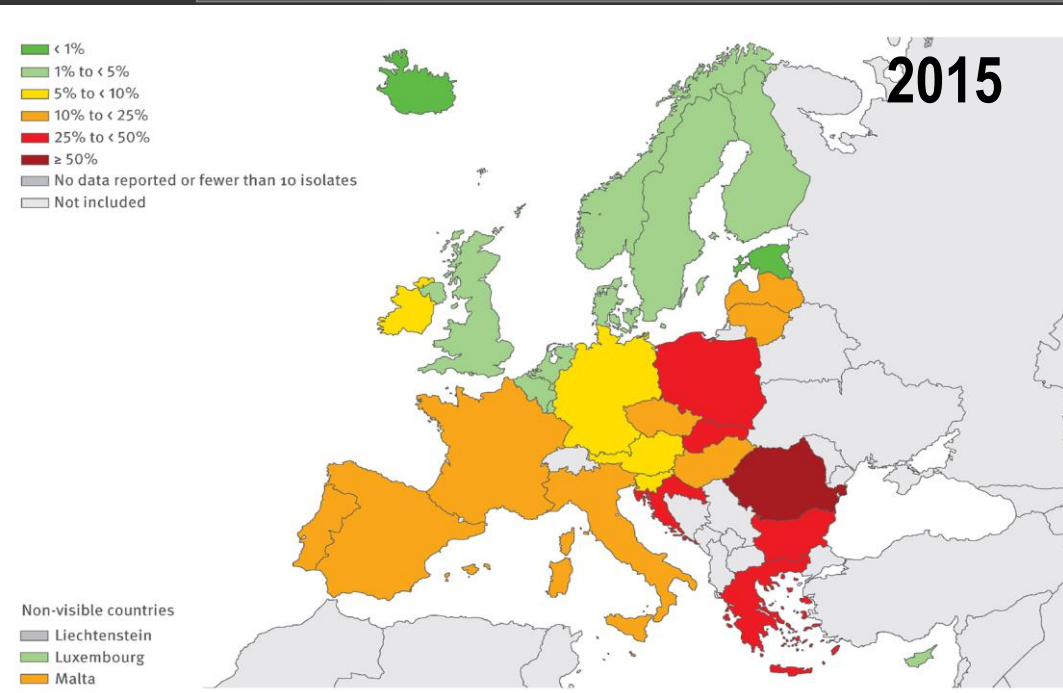 2015
< 1%
1% to < 5%
5% to < 10%
10% to < 25%
25% to < 50%
≥ 50%
No data reported or fewer than 10 isolates
Not included
Non-visible countries
Liechtenstein
Luxembourg
Malta